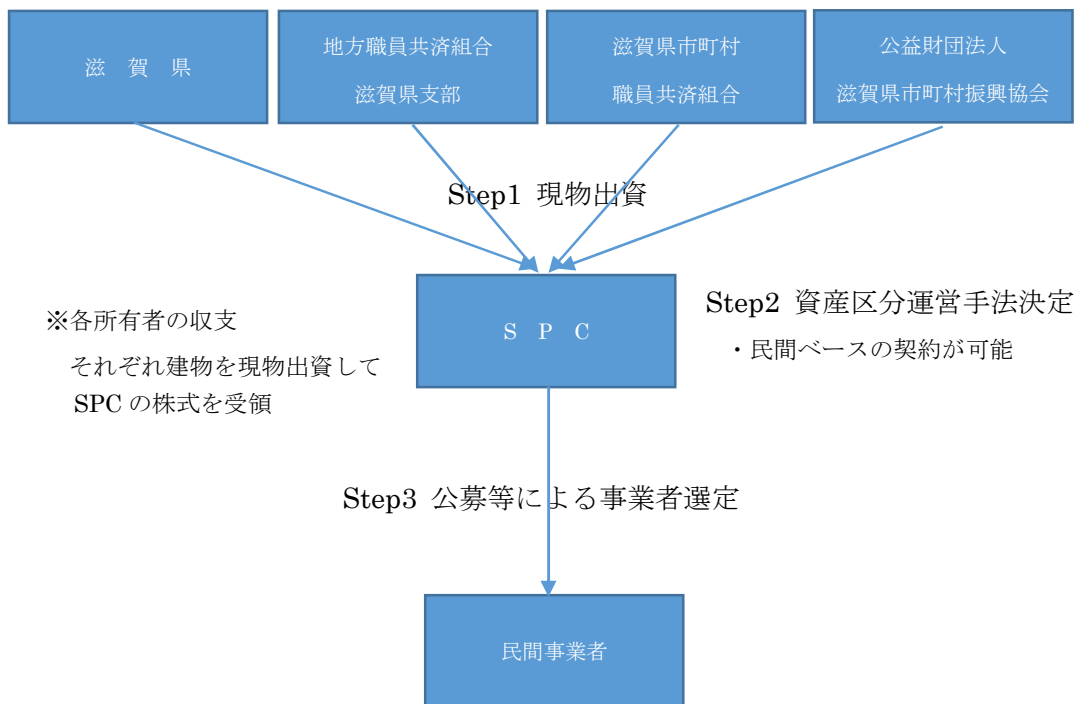 滋 賀 県
地方職員共済組合
滋賀県支部
滋賀県市町村
職員共済組合
公益財団法人
滋賀県市町村振興協会
Step1 現物出資
S P C
Step2 資産区分運営手法決定
・民間ベースの契約が可能
※各所有者の収支
それぞれ建物を現物出資して
SPC の株式を受領
Step3 公募等による事業者選定
民間事業者